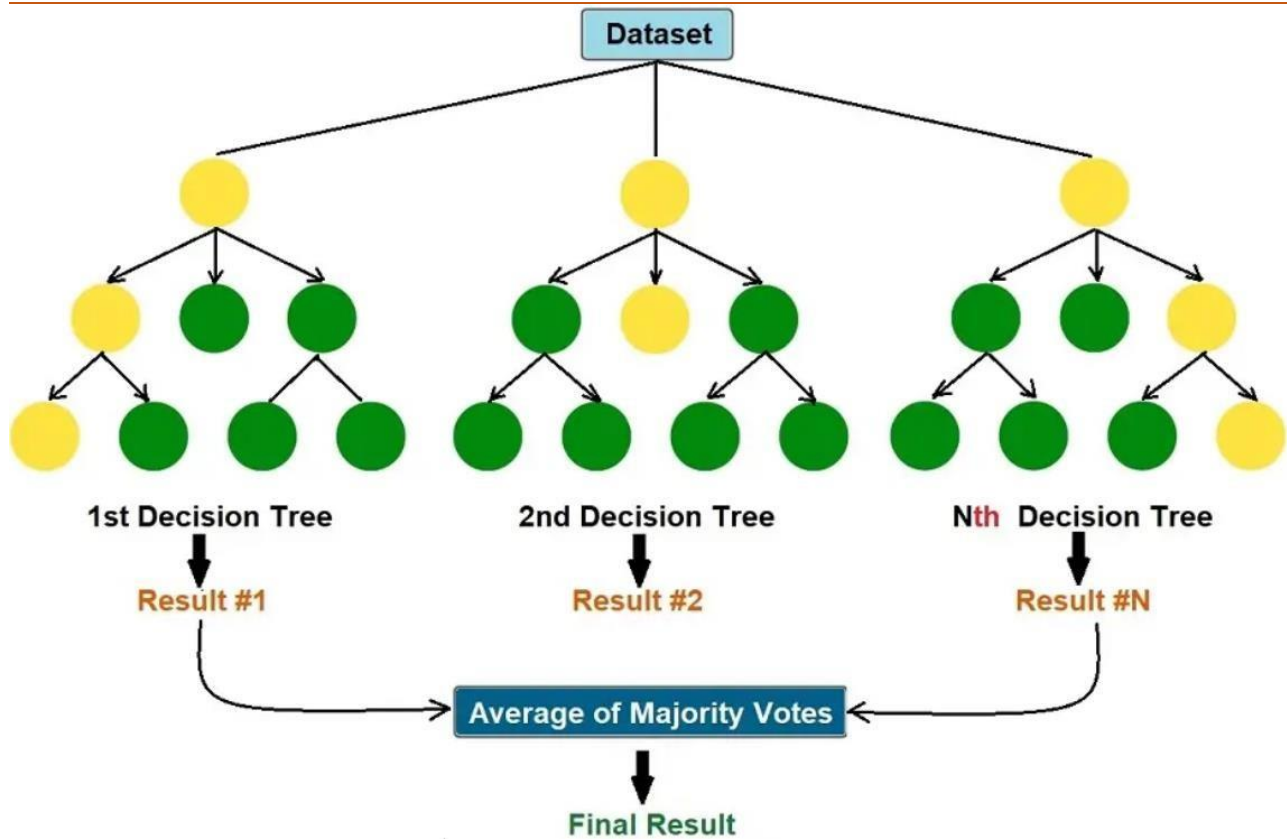 Dataset
1st Decision Tree
2nd Decision Tree
Nth Decision Tree
Result #1
Result #2
Result #N
Average of Majority Votes
Final Result